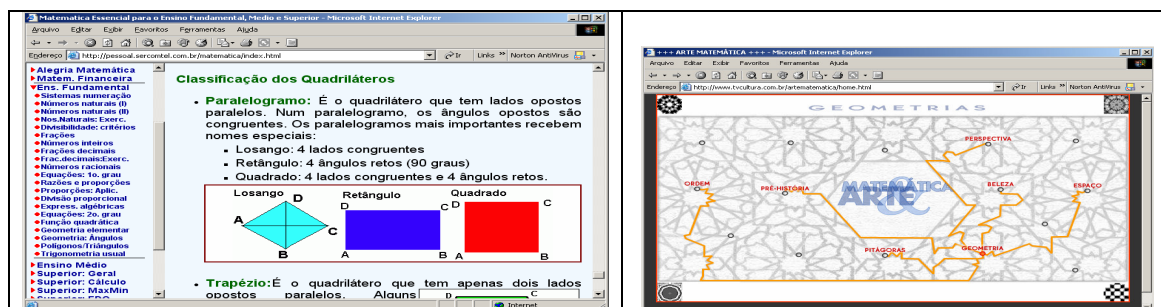 Matematica Essencial para o Ensino Fundamental, Medio e Superior - Microsoft Internet Explorer
Arquivo Editar Exibir Favoritos Ferramentas Ajuda
Endereço http://pessoal.sercomtel.com.br/matematica/index.html Ir Links » Norton AntiVirus
Alegria Matemática
Matem. Financeira
Ens. Fundamental
Sistemas numeração
Números naturais (I)
Números naturais (II)
Nos.Naturais: Exerc.
Divisibilidade: critérios
Frações
Números inteiros
Frações decimais
Frac.decimais:Exerc.
Números racionais
Equações: 1o. grau
Razões e proporções
Proporções: Aplic.
Divisão proporcional
Express. algébricas
Equações: 2o. grau
Função quadrática
Geometria elementar
Geometria: Ângulos
Polígonos/Triângulos
Trigonometria usual
Ensino Médio
Superior: Geral
Superior: Cálculo
Superior: MaxMin
Superior: EDO
Classificação dos Quadriláteros
Paralelogramo: É o quadrilátero que tem lados opostos
paralelos. Num paralelogramo, os ângulos opostos são
congruentes. Os paralelogramos mais importantes recebem
nomes especiais:
Losango: 4 lados congruentes
Retângulo: 4 ângulos retos (90 graus)
Quadrado: 4 lados congruentes e 4 ângulos retos.
Losango Retângulo Quadrado
D D C D C
A C
B A B A B
Trapézio:É o quadrilátero que tem apenas dois lados
opostos paralelos. Alguns D C
Internet
+++ ARTE MATEMÁTICA +++ - Microsoft Internet Explorer
Arquivo Editar Exibir Favoritos Ferramentas Ajuda
Endereço http://www.tvcultura.com.br/artematematica/home.html Ir Links » Norton AntiVirus
GEOMETRIAS
PERSPECTIVA
ORDEM PRÉ-HISTÓRIA MATEMÁTICA BELEZA ESPAÇO
ARTE &
PITÁGORAS GEOMETRIA